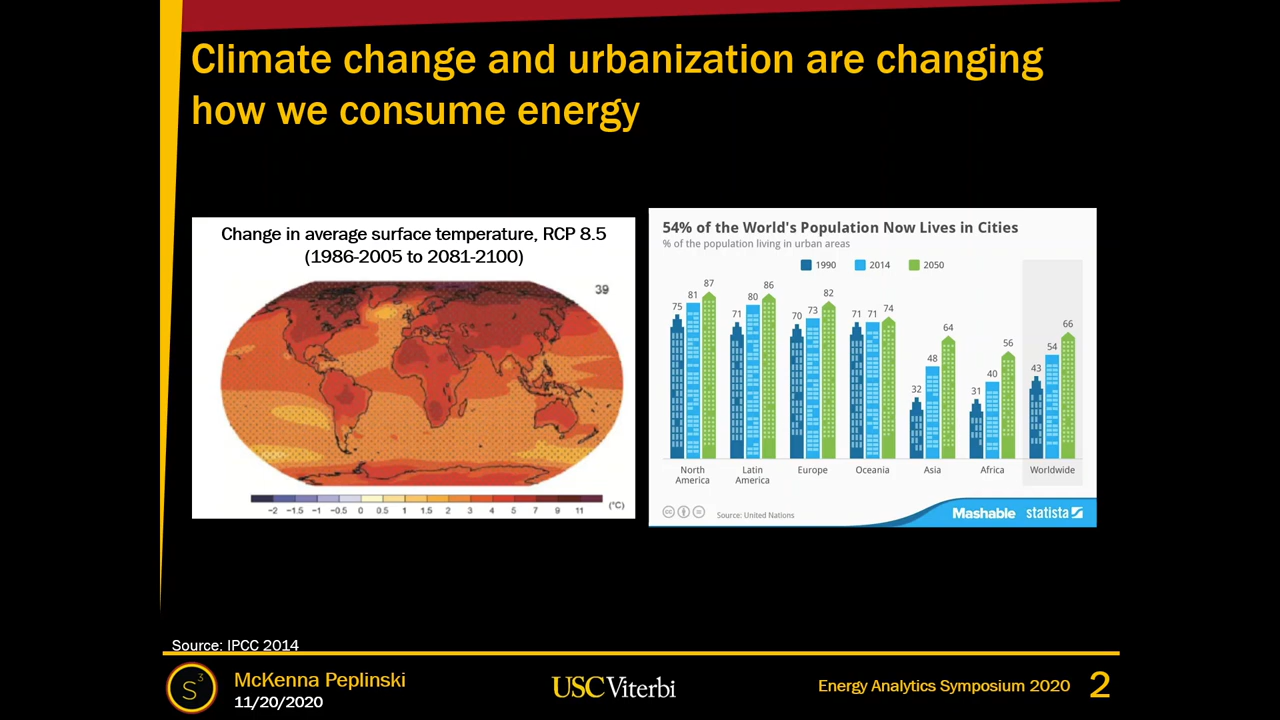 Climate change and urbanization are changing
how we consume energy
Change in average surface temperature, RCP 8.5
(1986-2005 to 2081-2100)
39
−2 −1.5 −1 −0.5 0 0.5 1 1.5 2 3 4 5 7 9 11 (°C)
54% of the World's Population Now Lives in Cities
% of the population living in urban areas
1990 2014 2050
75 81 87
71 80 86
70 73 82
71 71 74
32 48 64
31 40 56
43 54 66
North America
Latin America
Europe
Oceania
Asia
Africa
Worldwide
cc
Source: United Nations
Mashable statista
Source: IPCC 2014
S3
McKenna Peplinski
11/20/2020
USC Viterbi
Energy Analytics Symposium 2020
2